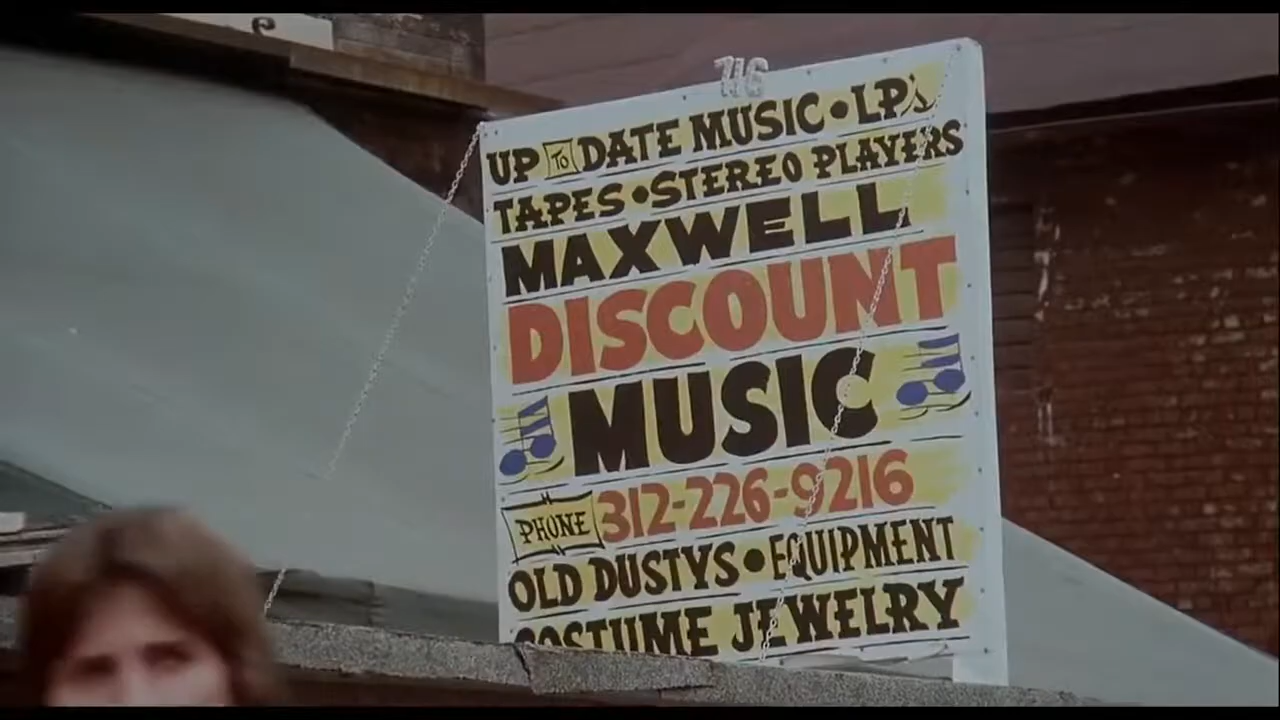 716
UP TO DATE MUSIC • LP's
TAPES • STEREO PLAYERS
MAXWELL
DISCOUNT
MUSIC
PHONE 312-226-9216
OLD DUSTYS • EQUIPMENT
COSTUME JEWELRY